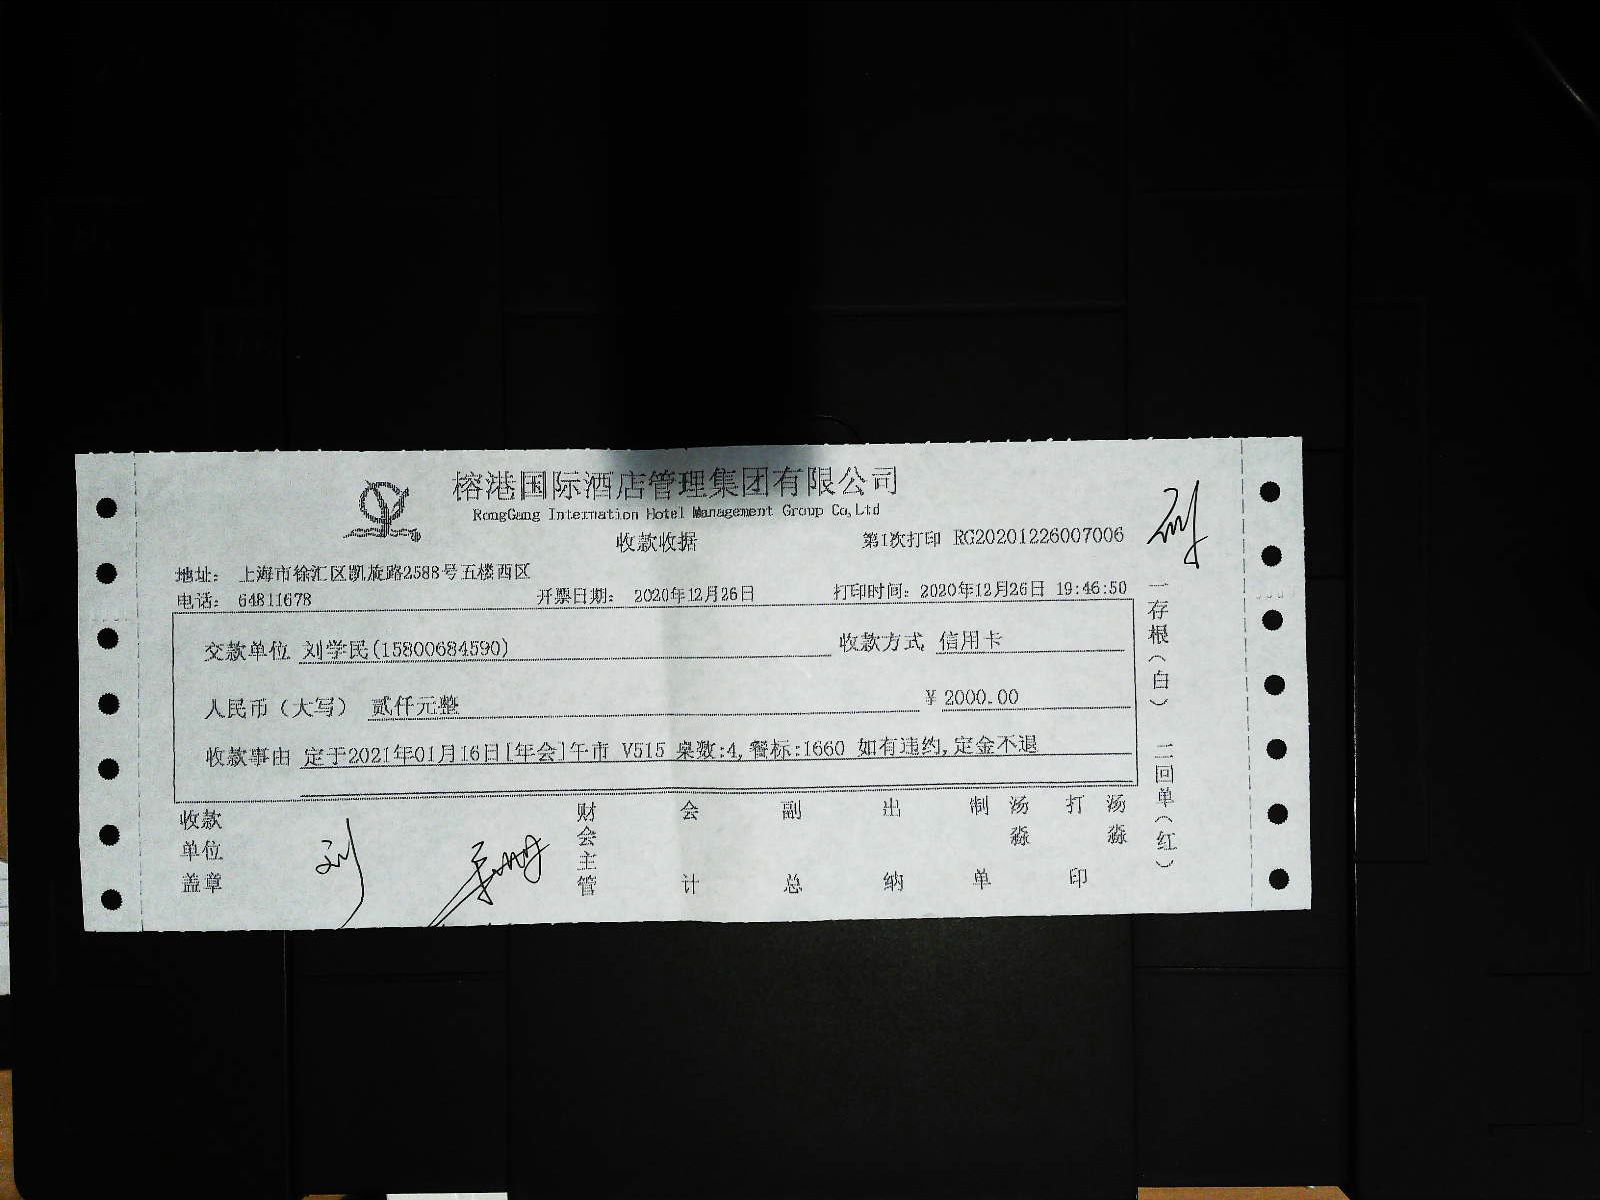 榕港国际酒店管理集团有限公司
RongGang Internation Hotel Management Group Co,Ltd
收款收据
第1次打印 RG20201226007006
地址： 上海市徐汇区凯旋路2588号五楼西区
电话： 64811678
开票日期： 2020年12月26日
打印时间：2020年12月26日 19:46:50
交款单位 刘学民(15800684590)
收款方式 信用卡
人民币（大写） 贰仟元整
¥ 2000.00
收款事由 定于2021年01月16日[年会]午市 V515 桌数:4,餐标:1660 如有违约,定金不退
收款单位盖章
刘
财会主管
会计
副总
出纳
制单 汤淼
打印 汤淼
刘
一存根（白） 二回单（红）